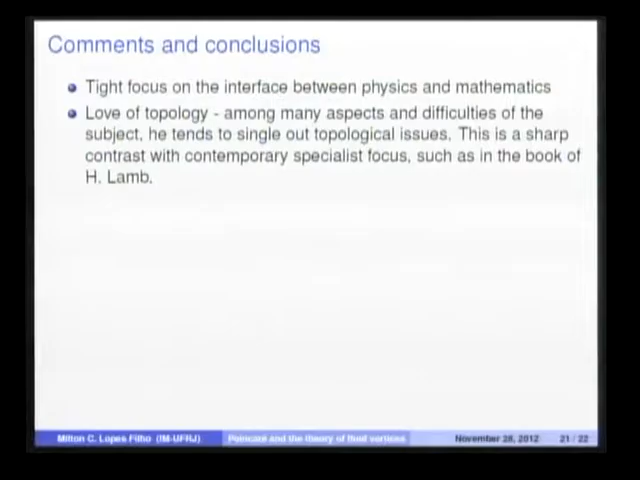 Comments and conclusions
Tight focus on the interface between physics and mathematics
Love of topology - among many aspects and difficulties of the
subject, he tends to single out topological issues. This is a sharp
contrast with contemporary specialist focus, such as in the book of
H. Lamb.
Milton C. Lopes Filho (IM-UFRJ) Poincaré and the theory of fluid vortices November 28, 2012 21 / 22